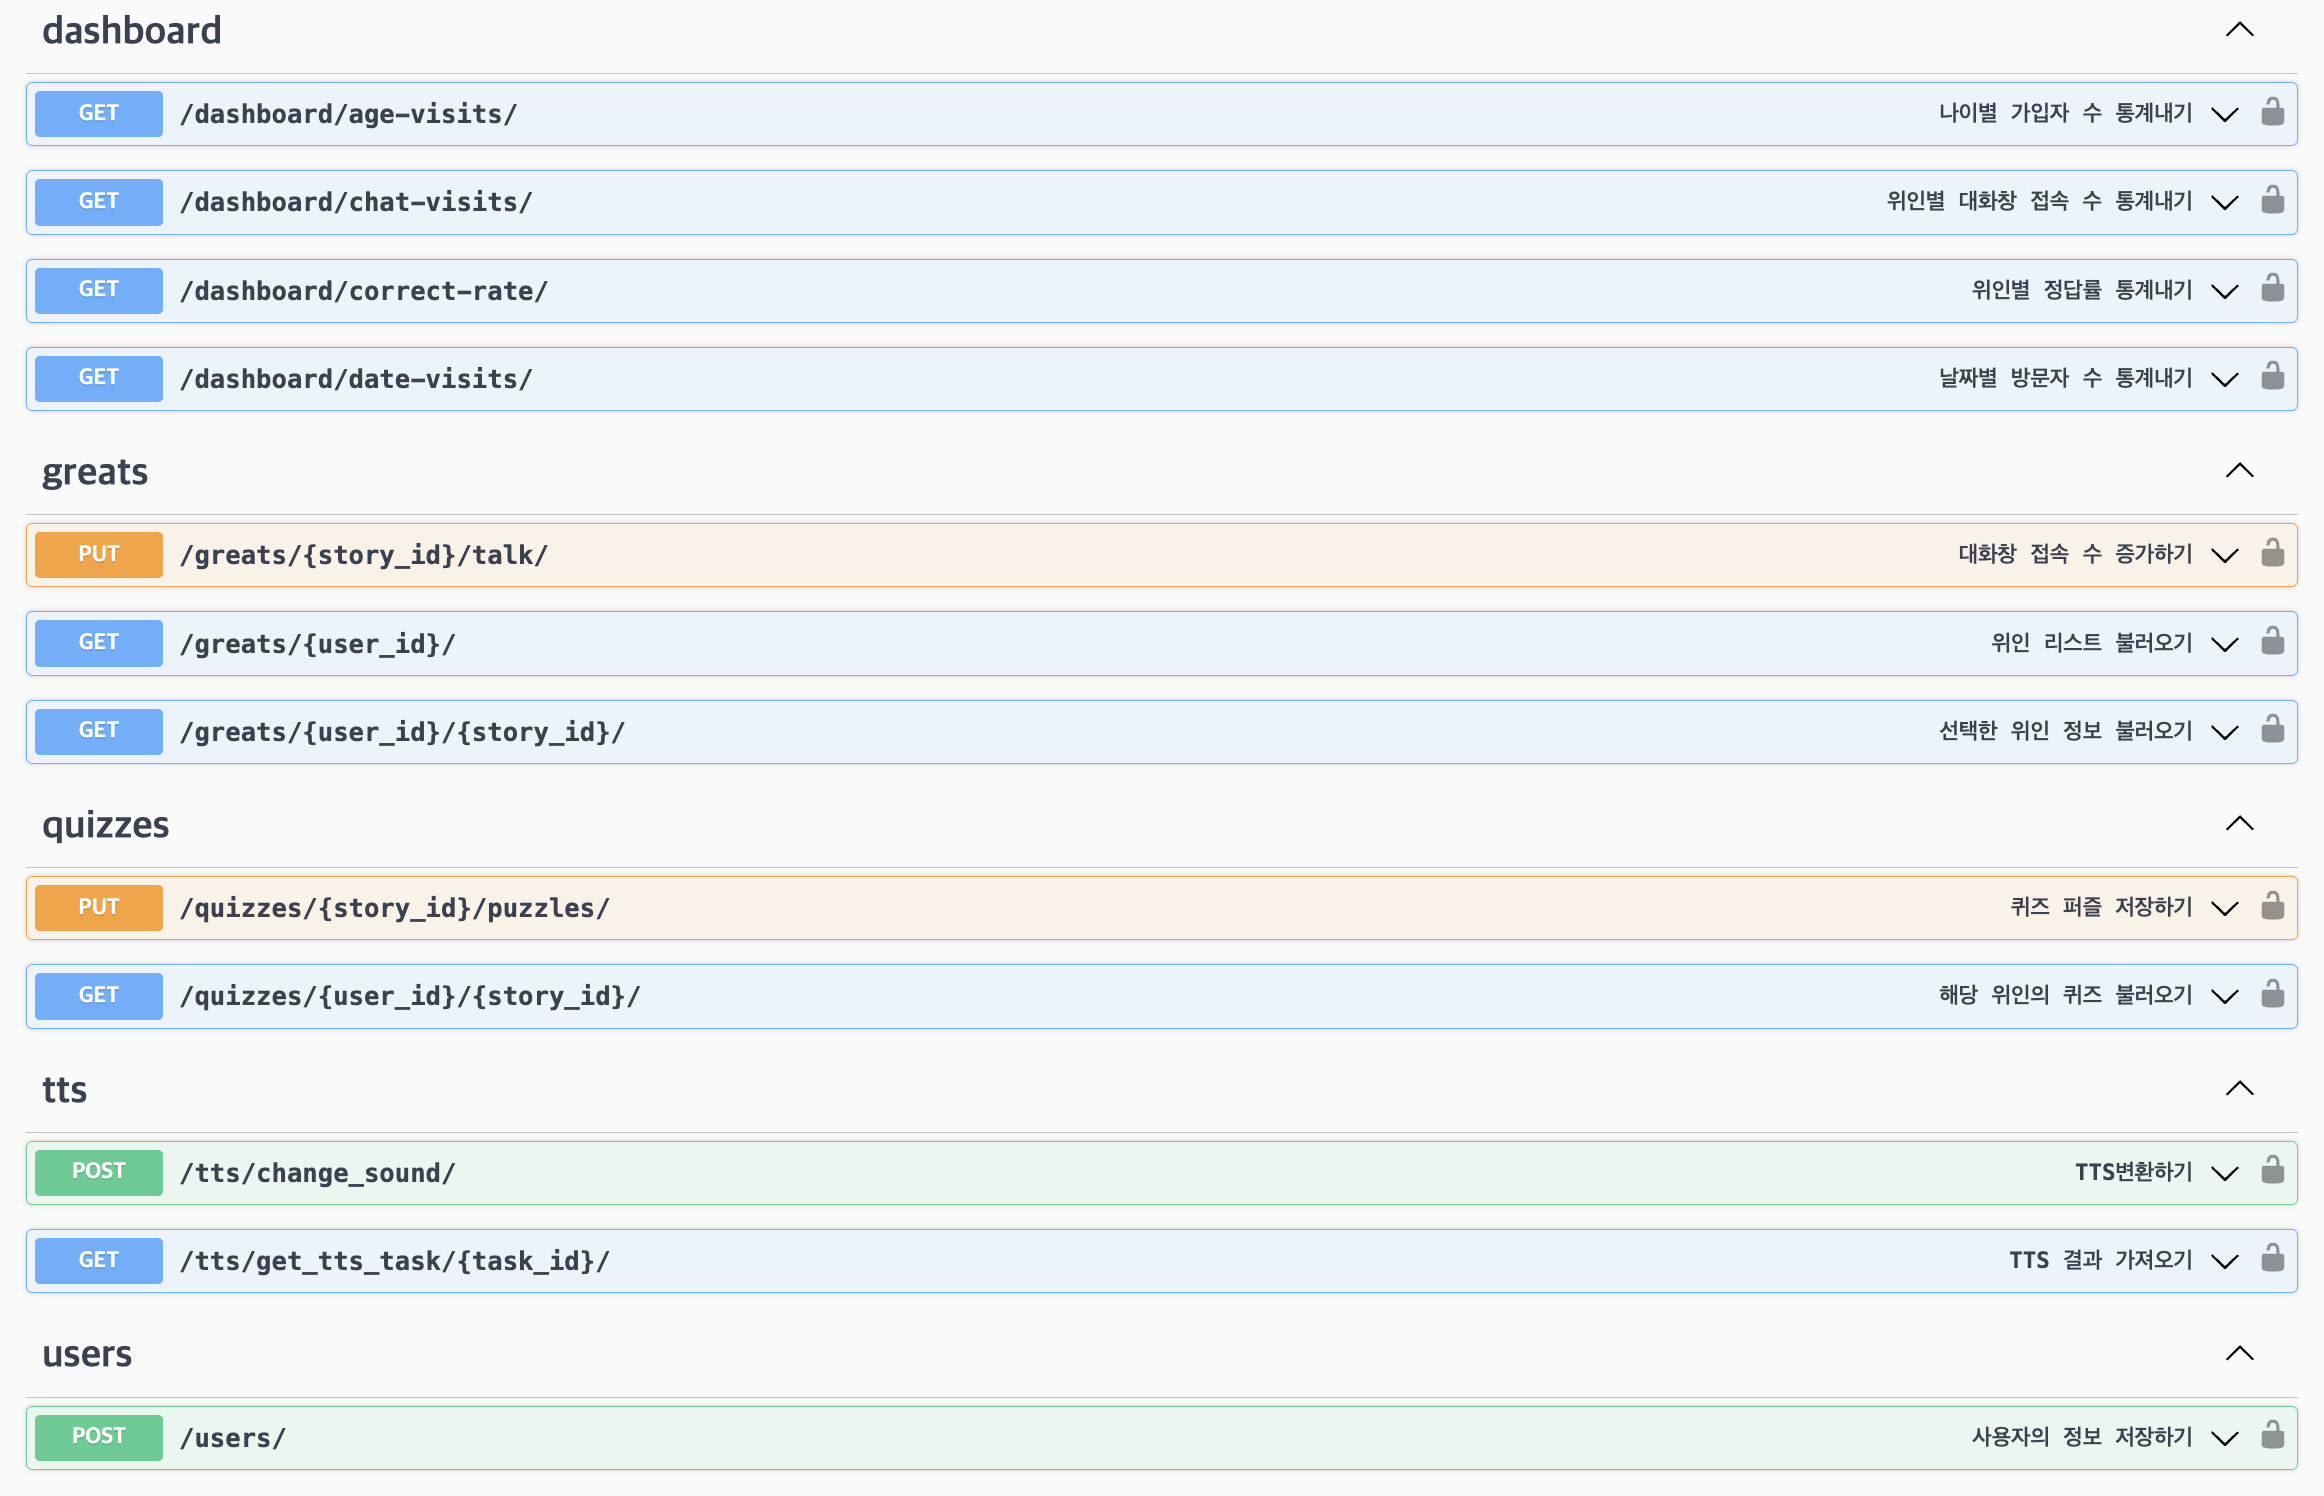 dashboard
GET /dashboard/age-visits/ 나이별 가입자 수 통계내기
GET /dashboard/chat-visits/ 위인별 대화창 접속 수 통계내기
GET /dashboard/correct-rate/ 위인별 정답률 통계내기
GET /dashboard/date-visits/ 날짜별 방문자 수 통계내기
greats
PUT /greats/{story_id}/talk/ 대화창 접속 수 증가하기
GET /greats/{user_id}/ 위인 리스트 불러오기
GET /greats/{user_id}/{story_id}/ 선택한 위인 정보 불러오기
quizzes
PUT /quizzes/{story_id}/puzzles/ 퀴즈 퍼즐 저장하기
GET /quizzes/{user_id}/{story_id}/ 해당 위인의 퀴즈 불러오기
tts
POST /tts/change_sound/ TTS변환하기
GET /tts/get_tts_task/{task_id}/ TTS 결과 가져오기
users
POST /users/ 사용자의 정보 저장하기